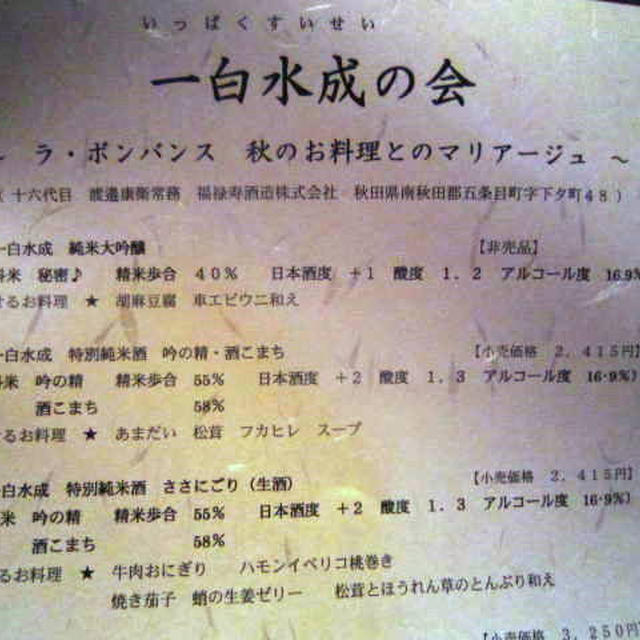 いっぱくすいせい
一白水成の会
～ ラ・ボンバンス 秋のお料理とのマリアージュ ～
( 十六代目 渡邉康衛常務 福禄寿酒造株式会社 秋田県南秋田郡五条目町字下夕町48 )
一白水成 純米大吟醸 【非売品】
料米 秘密♪ 精米歩合 40% 日本酒度 +1 酸度 1.2 アルコール度 16.9%
けるお料理 ★ 胡麻豆腐 車エビウニ和え
一白水成 特別純米酒 吟の精・酒こまち 【小売価格 2,415円】
料米 吟の精 精米歩合 55% 日本酒度 +2 酸度 1.3 アルコール度 16.9%)
酒こまち 58%
けるお料理 ★ あまだい 松茸 フカヒレ スープ
一白水成 特別純米酒 ささにごり（生酒） 【小売価格 2,415円】
米 吟の精 精米歩合 55% 日本酒度 +2 酸度 1.3 アルコール度 16.9%)
酒こまち 58%
るお料理 ★ 牛肉おにぎり ハモンイベリコ桃巻き
焼き茄子 蛸の生姜ゼリー 松茸とほうれん草のとんぶり和え
【小売価格 3,250円